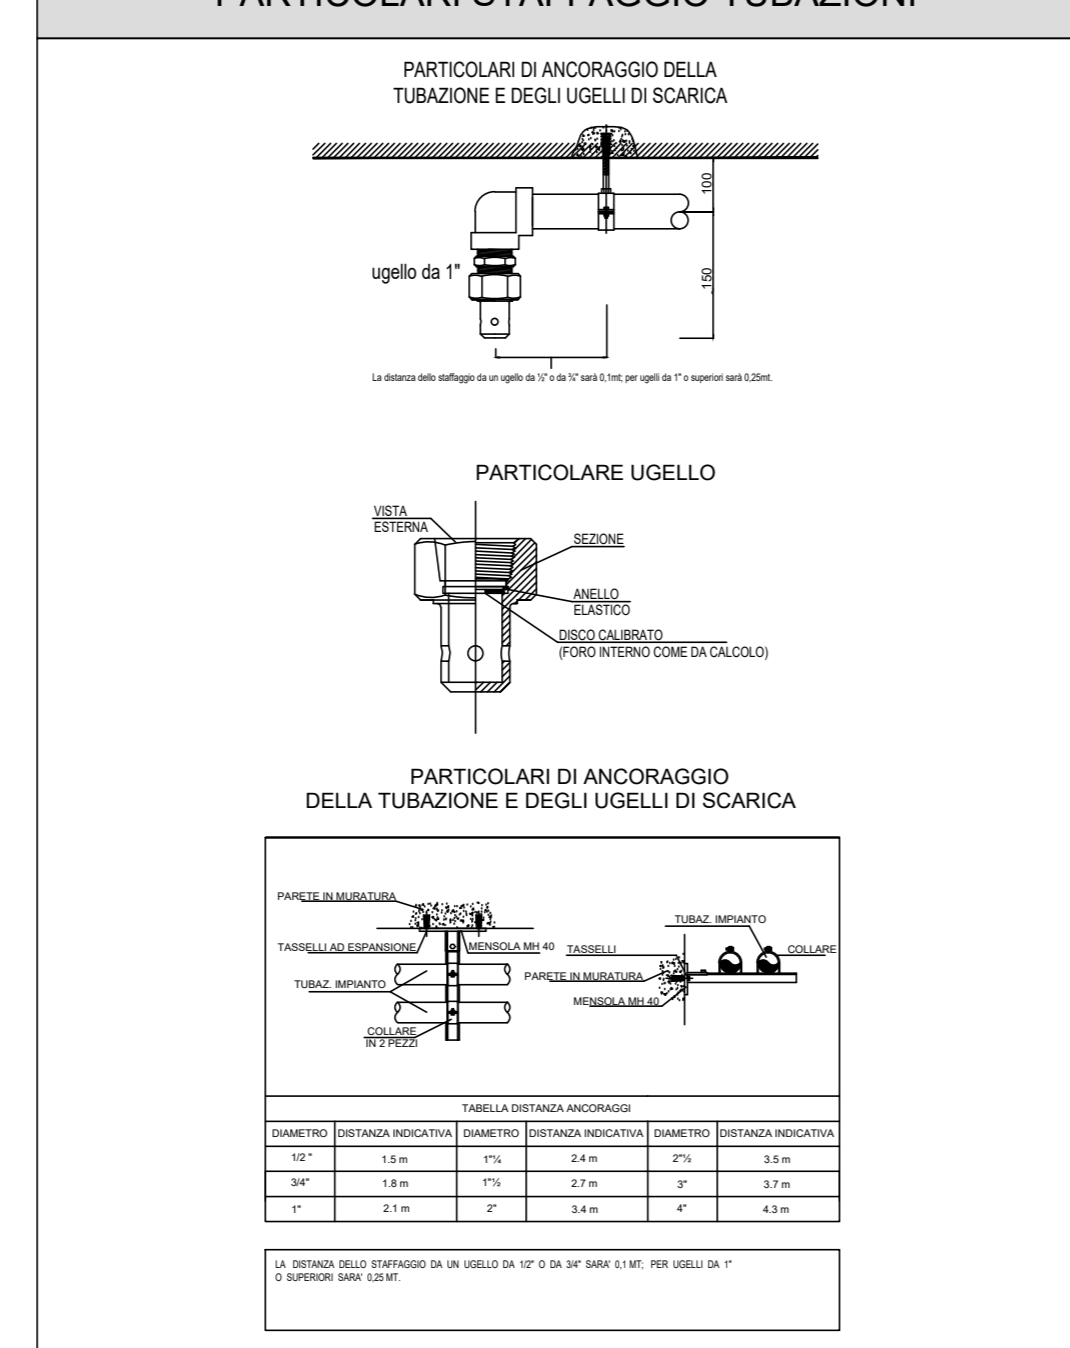 PARTICOLARI STAFFAGGIO TUBAZIONI
PARTICOLARI DI ANCORAGGIO DELLA
TUBAZIONE E DEGLI UGELLI DI SCARICA
100
150
ugello da 1"
La distanza dello staffaggio da un ugello da ½" o da ¾" sarà 0,1mt; per ugelli da 1" o superiori sarà 0,25mt.
PARTICOLARE UGELLO
VISTA
ESTERNA
SEZIONE
ANELLO
ELASTICO
DISCO CALIBRATO
(FORO INTERNO COME DA CALCOLO)
PARTICOLARI DI ANCORAGGIO
DELLA TUBAZIONE E DEGLI UGELLI DI SCARICA
PARETE IN MURATURA
TASSELLI AD ESPANSIONE
MENSOLA MH 40
TUBAZ. IMPIANTO
COLLARE
IN 2 PEZZI
TUBAZ. IMPIANTO
TASSELLI
COLLARE
PARETE IN MURATURA
MENSOLA MH 40
TABELLA DISTANZA ANCORAGGI
DIAMETRO DISTANZA INDICATIVA DIAMETRO DISTANZA INDICATIVA DIAMETRO DISTANZA INDICATIVA
1/2 " 1.5 m 1"¼ 2.4 m 2"½ 3.5 m
3/4" 1.8 m 1"½ 2.7 m 3" 3.7 m
1" 2.1 m 2" 3.4 m 4" 4.3 m
LA DISTANZA DELLO STAFFAGGIO DA UN UGELLO DA 1/2" O DA 3/4" SARA' 0,1 MT; PER UGELLI DA 1"
O SUPERIORI SARA' 0,25 MT.